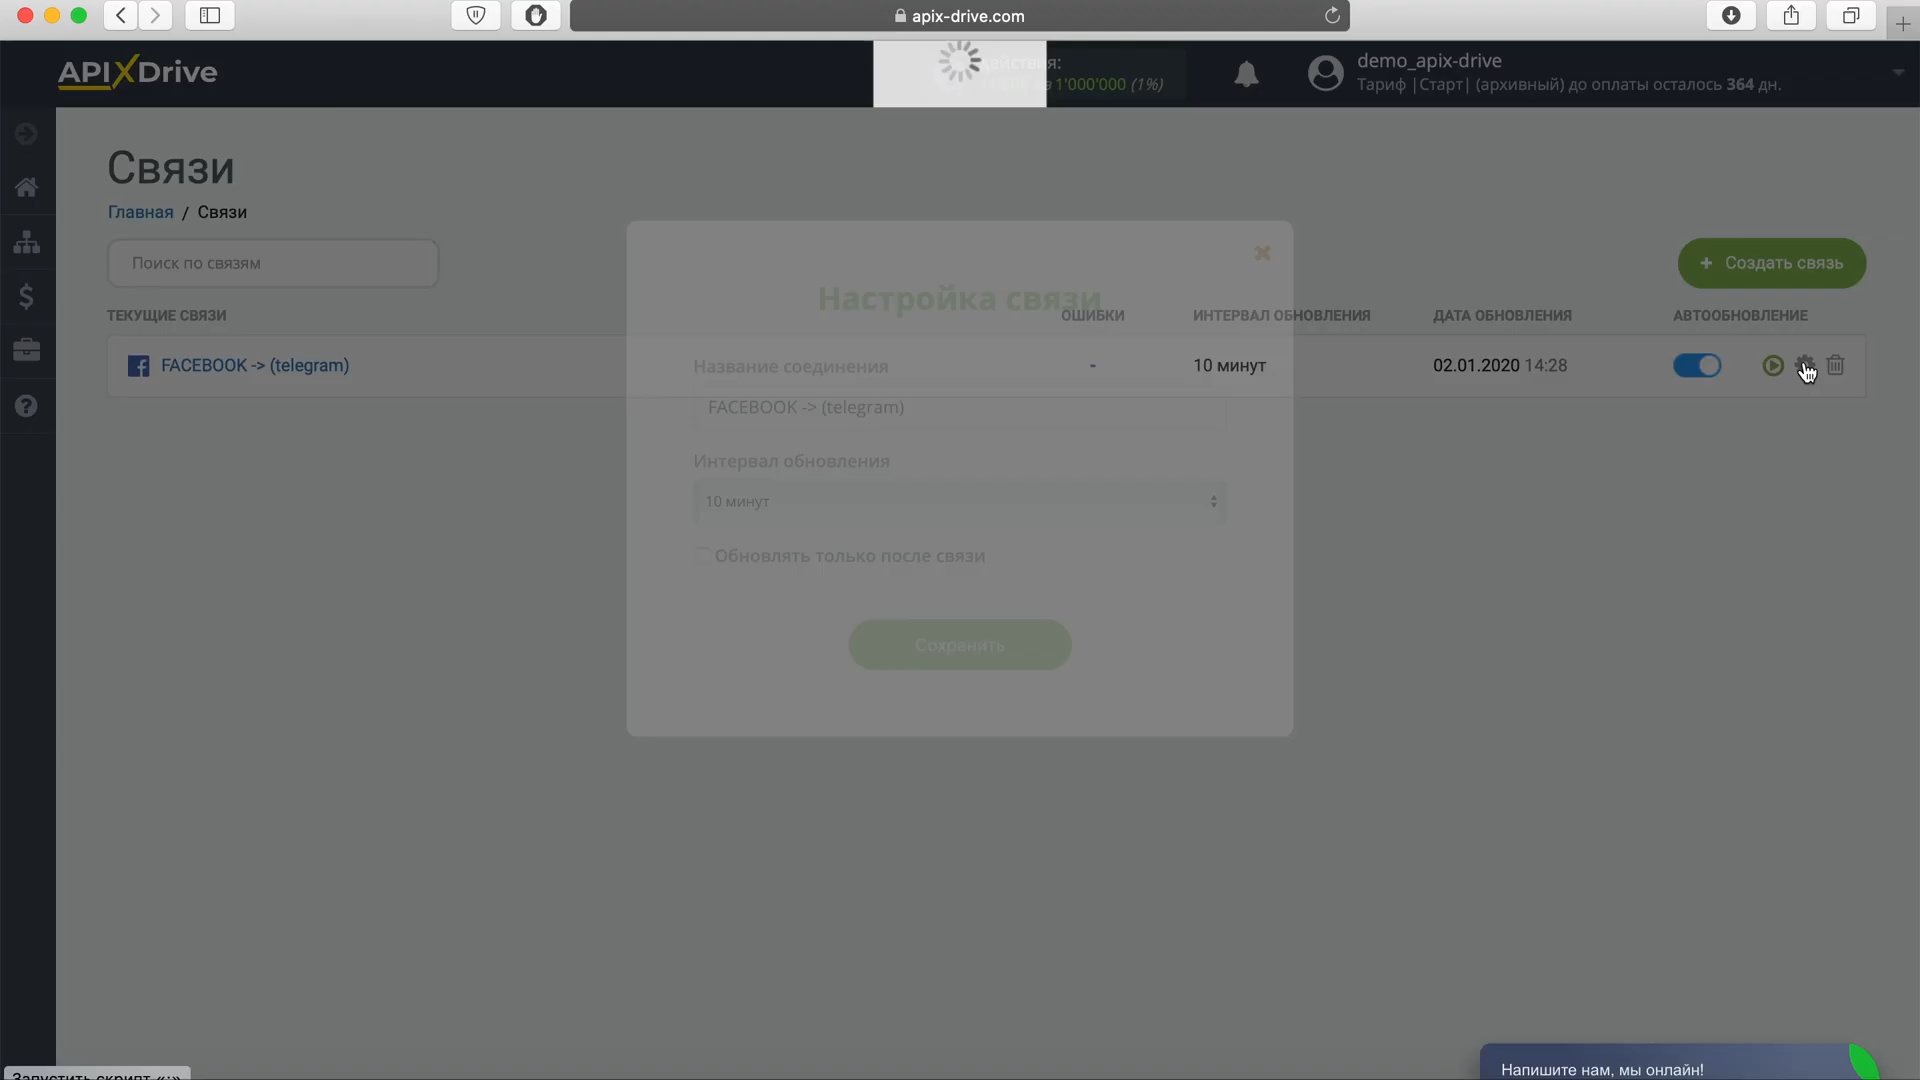 apix-drive.com
APIXDrive
действия:
1'000'000 (1%)
demo_apix-drive
Тариф |Старт| (архивный) до оплаты осталось 364 дн.
Связи
Главная / Связи
Поиск по связям
+ Создать связь
ТЕКУЩИЕ СВЯЗИ
ОШИБКИ
ИНТЕРВАЛ ОБНОВЛЕНИЯ
ДАТА ОБНОВЛЕНИЯ
АВТООБНОВЛЕНИЕ
FACEBOOK -> (telegram)
-
10 минут
02.01.2020 14:28
Настройка связи
Название соединения
FACEBOOK -> (telegram)
Интервал обновления
10 минут
Обновлять только после связи
Сохранить
Напишите нам, мы онлайн!
Запустить скрипт «;»